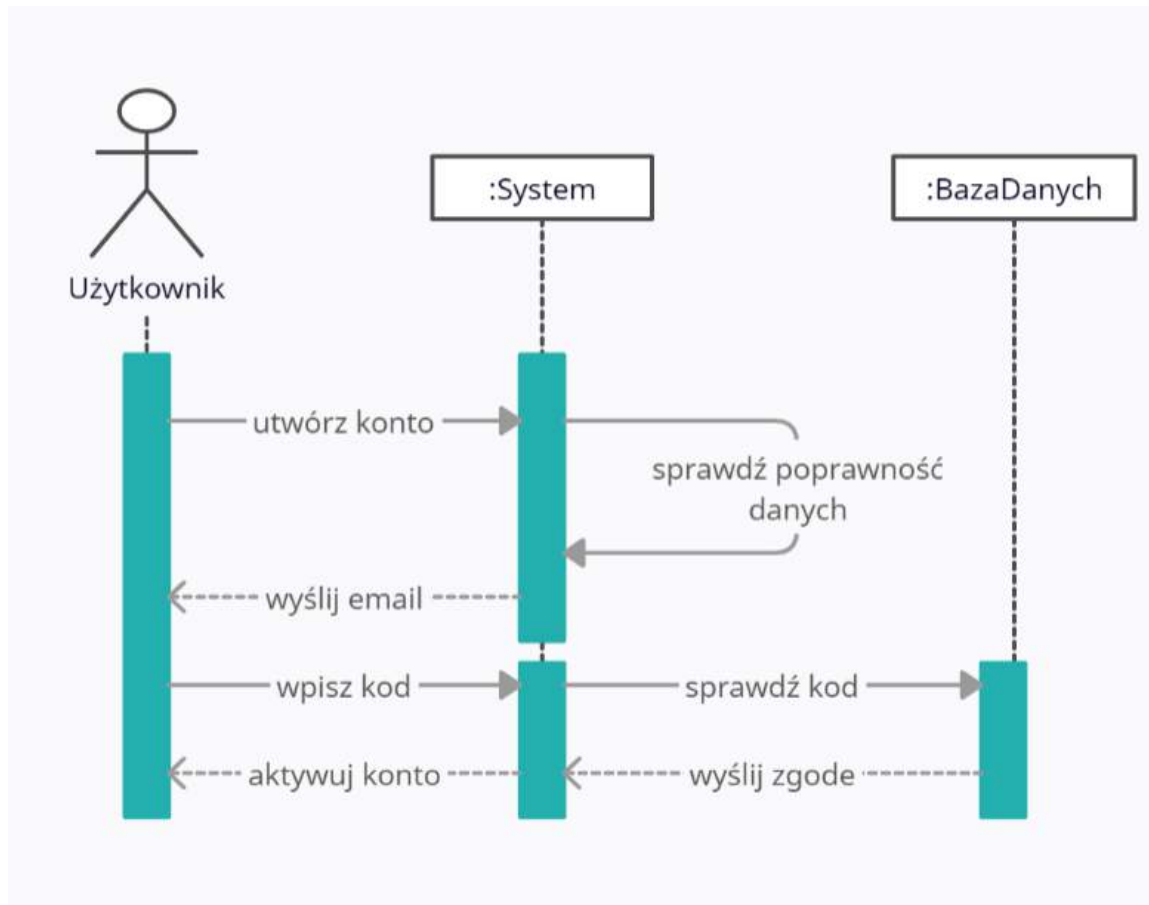 :System
:BazaDanych
Użytkownik
utwórz konto
sprawdź poprawność
danych
wyślij email
wpisz kod
sprawdź kod
aktywuj konto
wyślij zgode